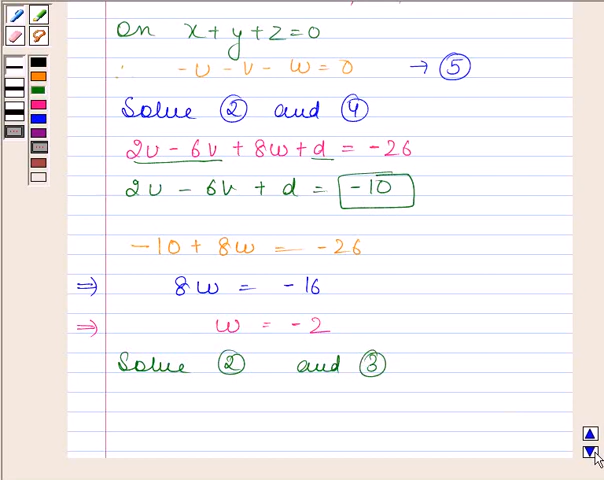 On x+y+z=0
∴ -u-v-w=0 → ⑤
Solve ② and ④
2u-6v+8w+d=-26
2u-6v+d=-10
-10+8w=-26
⇒ 8w=-16
⇒ w=-2
Solve ② and ③